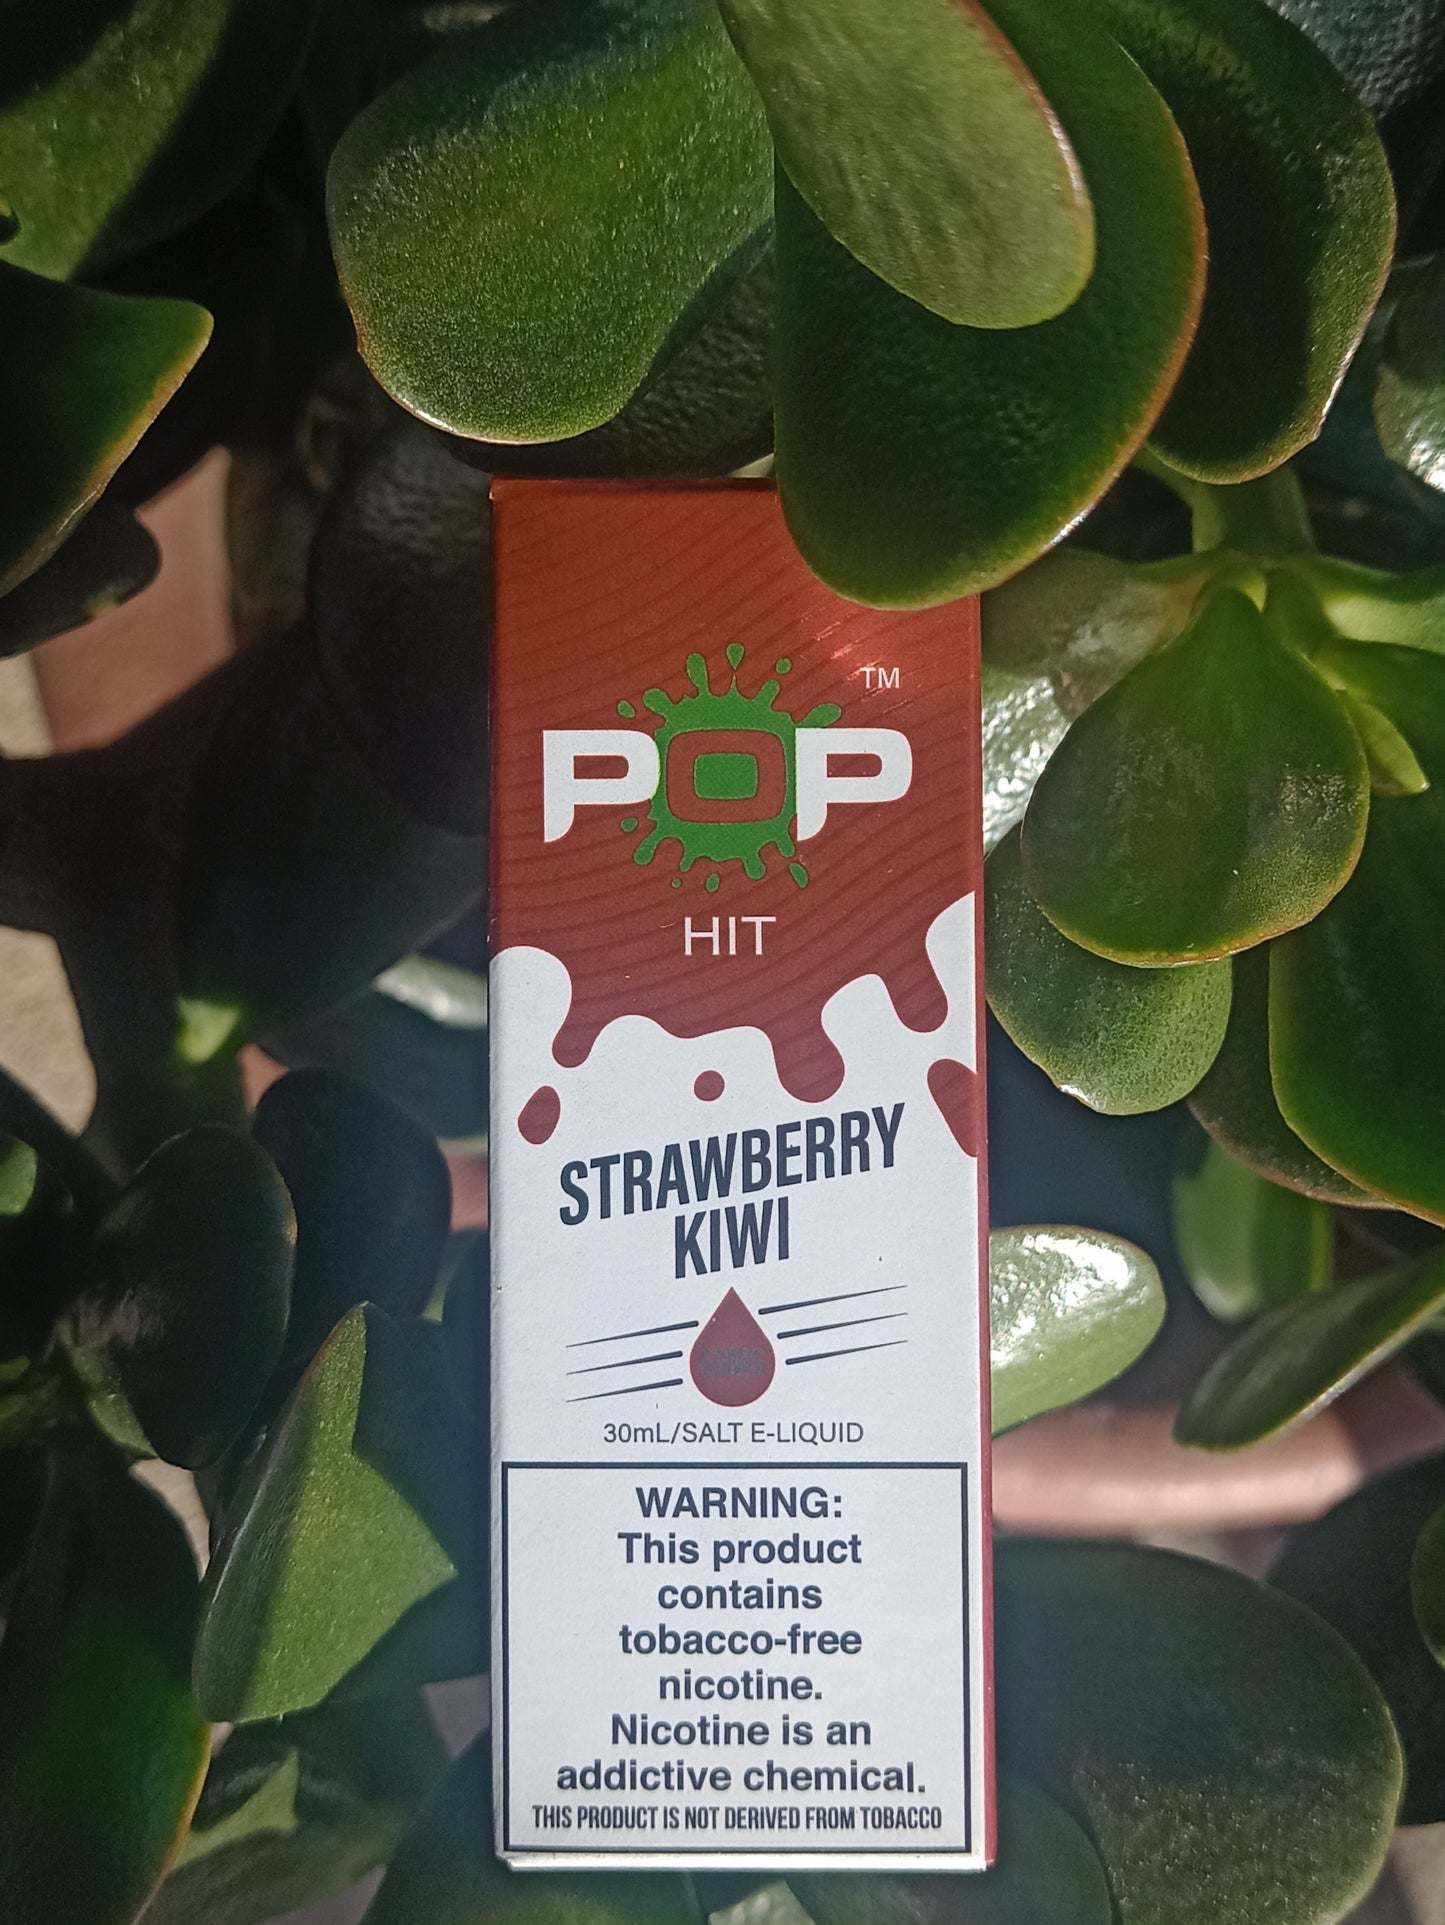 POP™
HIT
STRAWBERRY
KIWI
30mL/SALT E-LIQUID
WARNING:
This product
contains
tobacco-free
nicotine.
Nicotine is an
addictive chemical.
THIS PRODUCT IS NOT DERIVED FROM TOBACCO